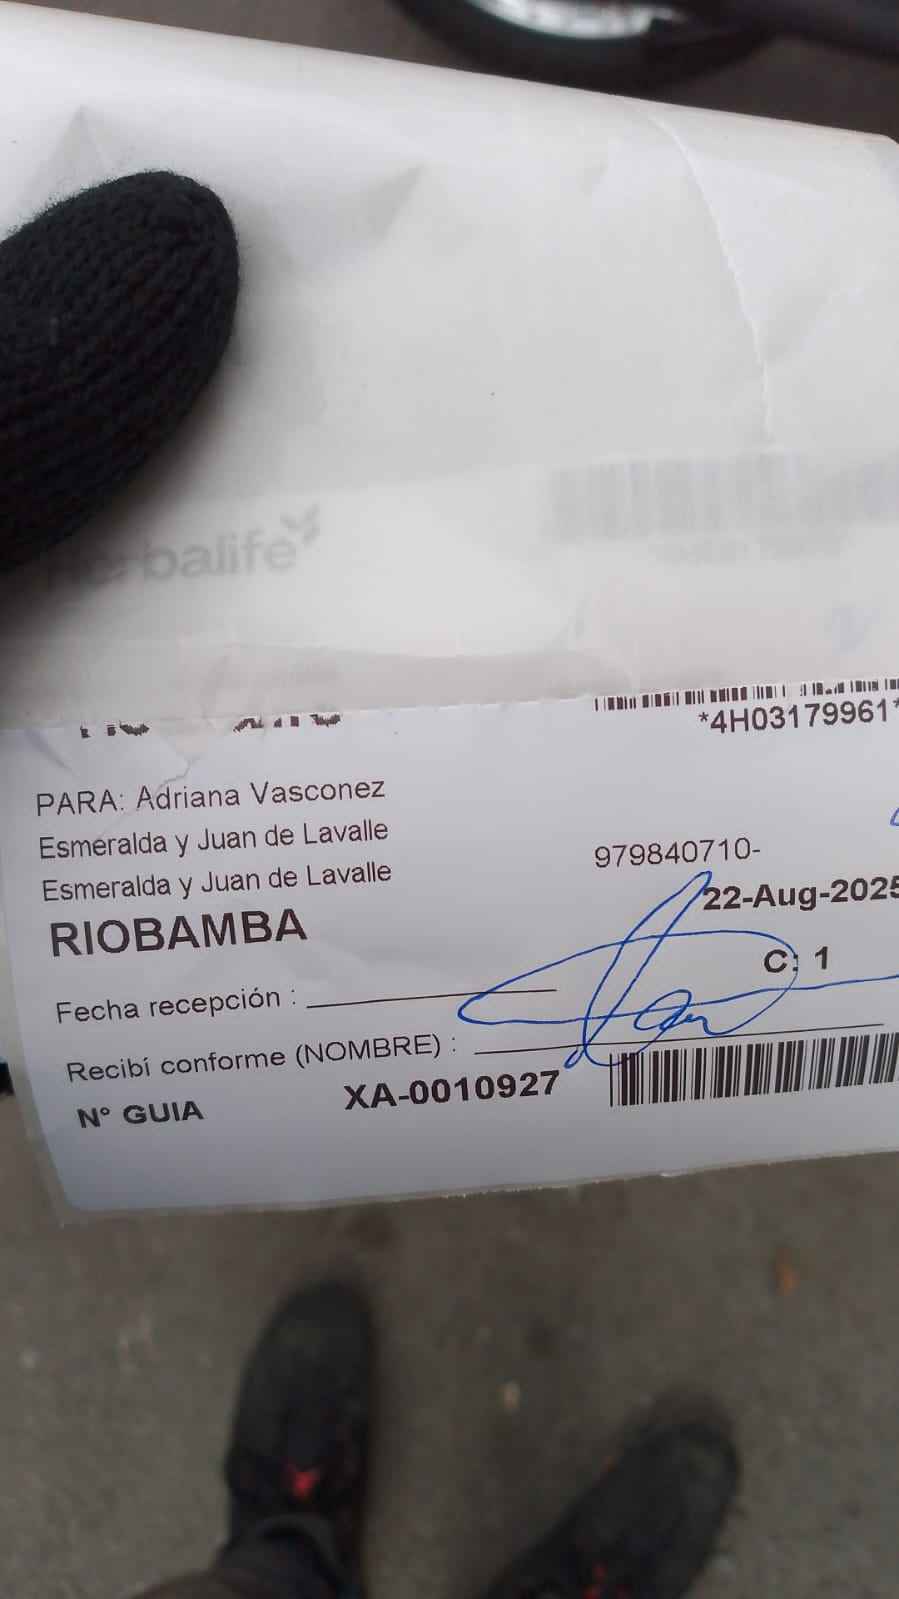 Herbalife
*4H03179961*
PARA: Adriana Vasconez
Esmeralda y Juan de Lavalle
979840710-
Esmeralda y Juan de Lavalle
22-Aug-2025
RIOBAMBA
C: 1
Fecha recepción :
Recibí conforme (NOMBRE) :
N° GUIA XA-0010927